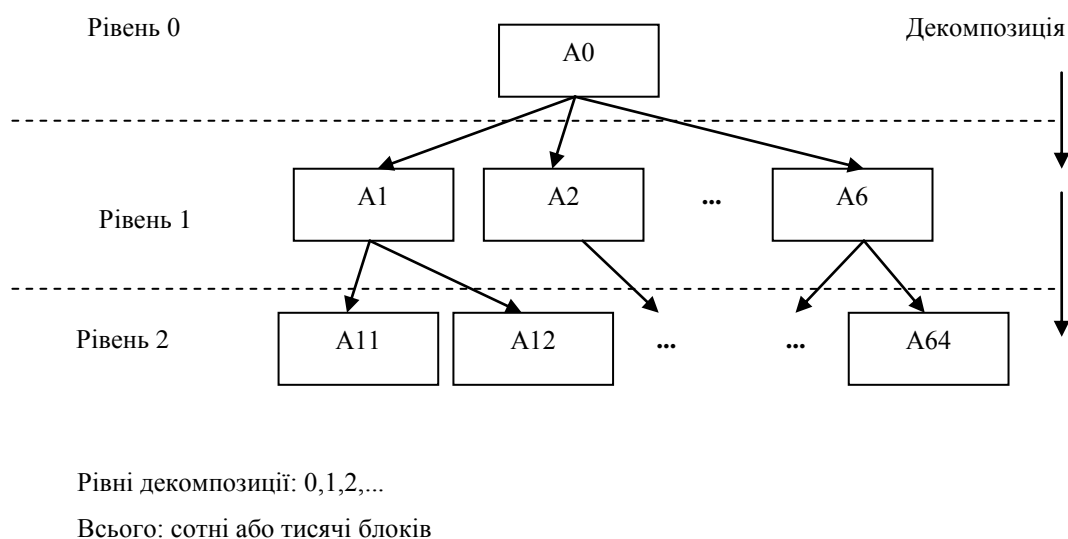 Рівень 0
Декомпозиція
A0
Рівень 1
A1
A2
...
A6
Рівень 2
A11
A12
...
...
A64
Рівні декомпозиції: 0,1,2,...
Всього: сотні або тисячі блоків